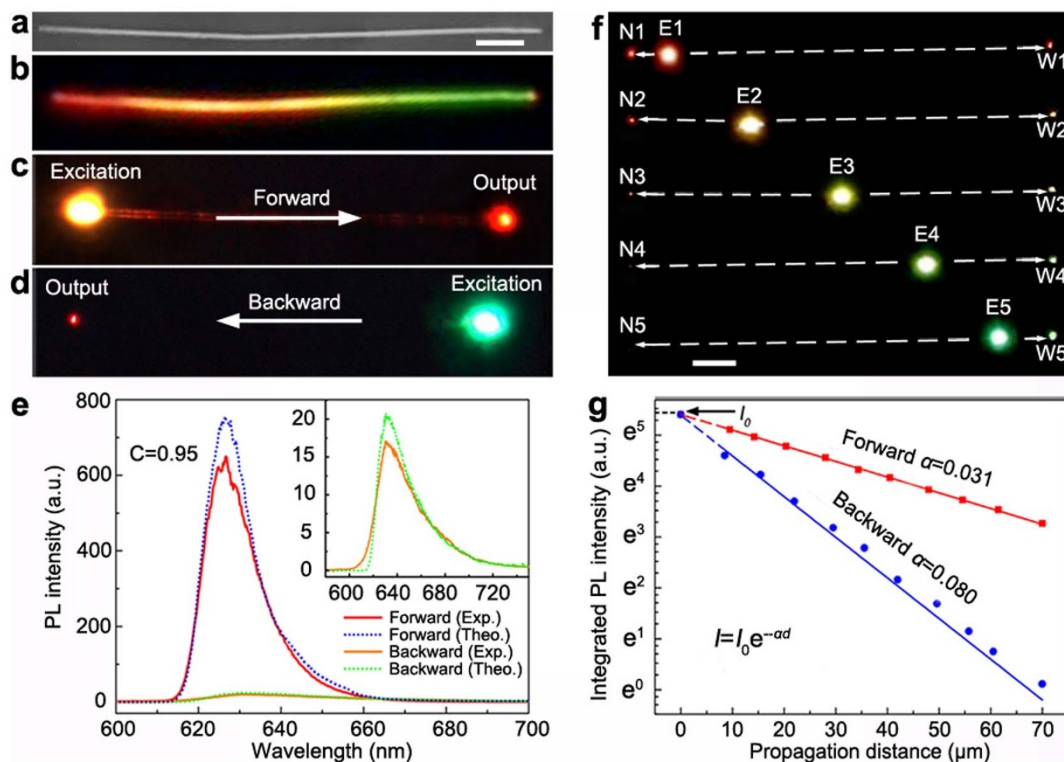 a
b
c
Excitation
Forward
Output
d
Output
Backward
Excitation
e
PL intensity (a.u.)
800
600
400
200
0
C=0.95
20
15
10
5
0
600 640 680 720
Forward (Exp.)
Forward (Theo.)
Backward (Exp.)
Backward (Theo.)
600 620 640 660 680 700
Wavelength (nm)
f
N1 E1 W1
N2 E2 W2
N3 E3 W3
N4 E4 W4
N5 E5 W5
g
Integrated PL intensity (a.u.)
e⁵
e⁴
e³
e²
e¹
e⁰
I₀
Forward α=0.031
Backward α=0.080
I=I₀e⁻⁻ᵅᵈ
0 10 20 30 40 50 60 70
Propagation distance (μm)